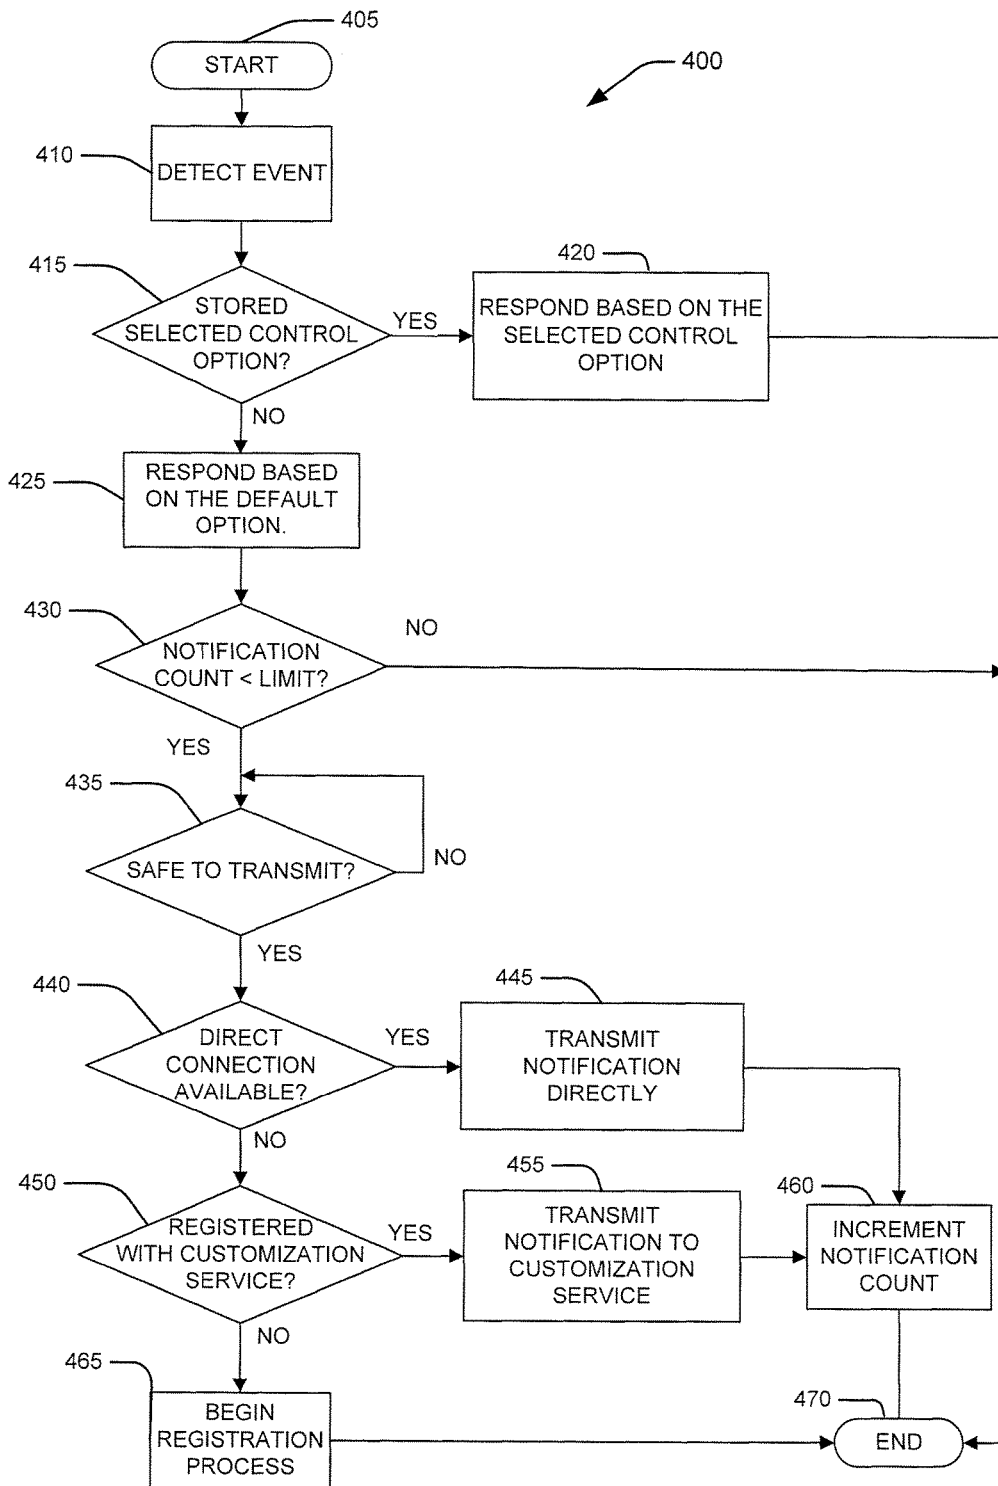 405
START
400
410
DETECT EVENT
415
STORED
SELECTED CONTROL
OPTION?
YES
420
RESPOND BASED ON THE
SELECTED CONTROL
OPTION
NO
425
RESPOND BASED
ON THE DEFAULT
OPTION.
430
NOTIFICATION
COUNT < LIMIT?
NO
YES
435
SAFE TO TRANSMIT?
NO
YES
440
DIRECT
CONNECTION
AVAILABLE?
YES
445
TRANSMIT
NOTIFICATION
DIRECTLY
NO
450
REGISTERED
WITH CUSTOMIZATION
SERVICE?
YES
455
TRANSMIT
NOTIFICATION TO
CUSTOMIZATION
SERVICE
460
INCREMENT
NOTIFICATION
COUNT
NO
465
BEGIN
REGISTRATION
PROCESS
470
END